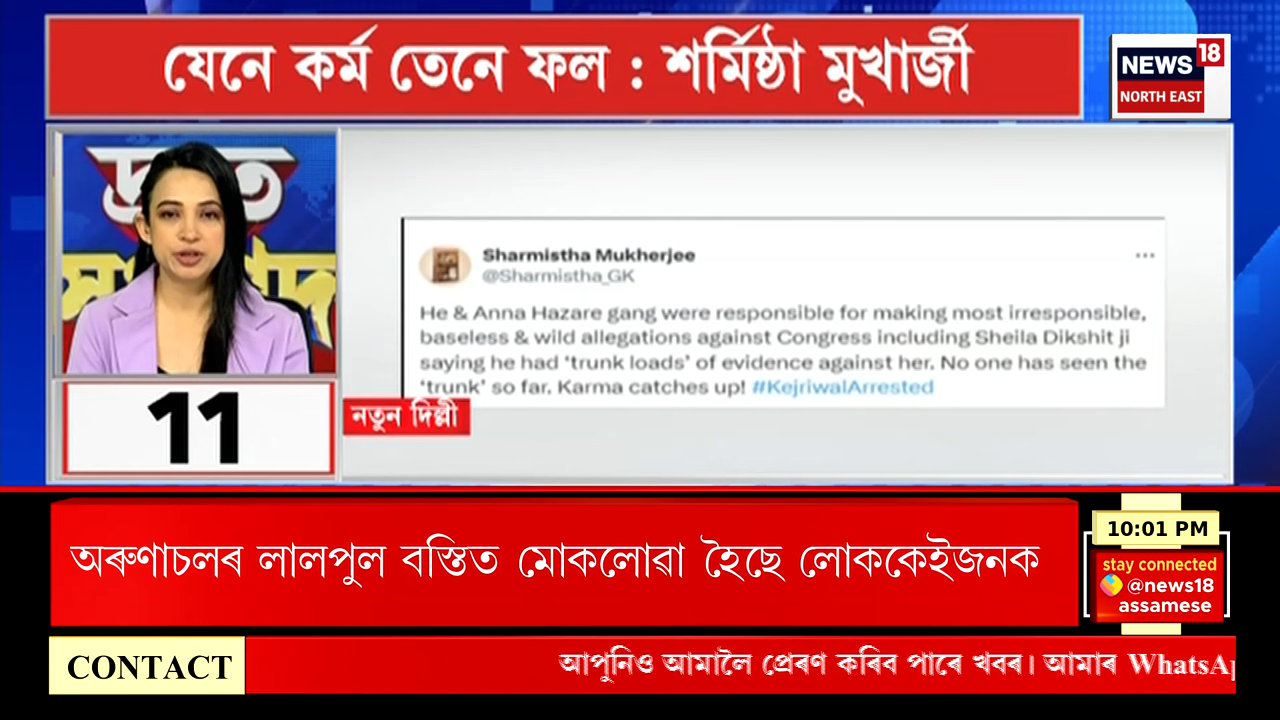 যেনে কৰ্ম তেনে ফল : শৰ্মিষ্ঠা মুখাৰ্জী
NEWS 18
NORTH EAST
দ্ৰুত
Sharmistha Mukherjee
@Sharmistha_GK
He & Anna Hazare gang were responsible for making most irresponsible,
baseless & wild allegations against Congress including Sheila Dikshit ji
saying he had ‘trunk loads’ of evidence against her. No one has seen the
‘trunk’ so far. Karma catches up! #KejriwalArrested
11
নতুন দিল্লী
অৰুণাচলৰ লালপুল বস্তিত মোকলোৱা হৈছে লোককেইজনক
10:01 PM
stay connected
@news18
assamese
CONTACT
আপুনিও আমালৈ প্ৰেৰণ কৰিব পাৰে খবৰ। আমাৰ WhatsAp